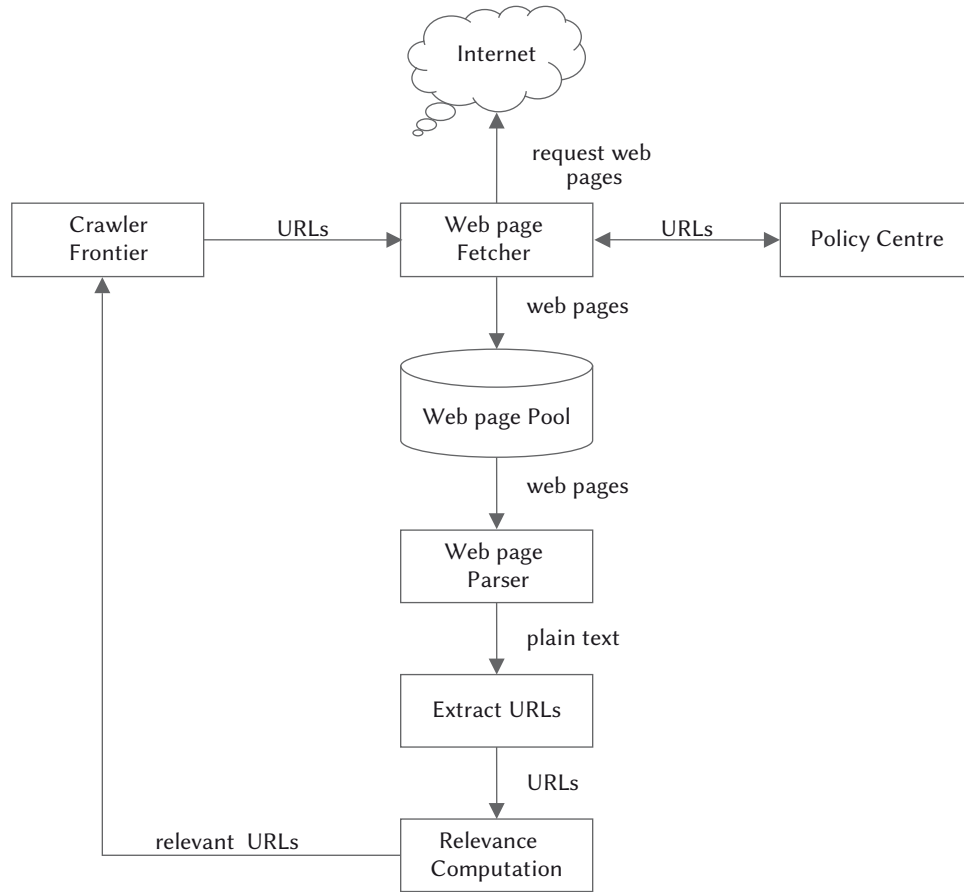 Internet
request web
pages
Crawler
Frontier
URLs
Web page
Fetcher
URLs
Policy Centre
web pages
Web page Pool
web pages
Web page
Parser
plain text
Extract URLs
URLs
relevant URLs
Relevance
Computation